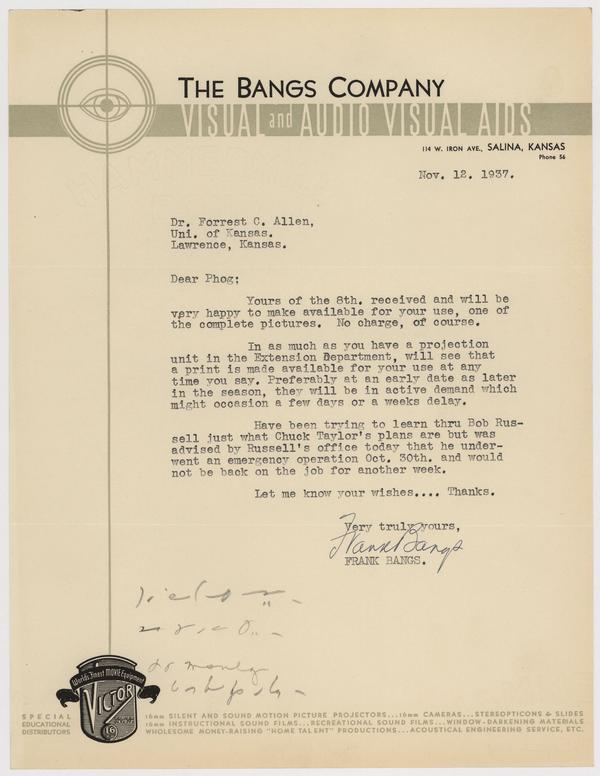 THE BANGS COMPANY
VISUAL and AUDIO VISUAL AIDS
114 W. IRON AVE., SALINA, KANSAS
Phone 56
Nov. 12. 1937.
Dr. Forrest C. Allen,
Uni. of Kansas.
Lawrence, Kansas.
Dear Phog;
Yours of the 8th. received and will be
very happy to make available for your use, one of
the complete pictures. No charge, of course.
In as much as you have a projection
unit in the Extension Department, will see that
a print is made available for your use at any
time you say. Preferably at an early date as later
in the season, they will be in active demand which
might occasion a few days or a weeks delay.
Have been trying to learn thru Bob Rus-
sell just what Chuck Taylor's plans are but was
advised by Russell's office today that he under-
went an emergency operation Oct. 30th. and would
not be back on the job for another week.
Let me know your wishes.... Thanks.
Very truly yours,
Frank Bangs
FRANK BANGS.
Worlds Finest MOVIE Equipment
VICTOR
SPECIAL
EDUCATIONAL
DISTRIBUTORS
16mm SILENT AND SOUND MOTION PICTURE PROJECTORS...16mm CAMERAS...STEREOPTICONS & SLIDES
16mm INSTRUCTIONAL SOUND FILMS...RECREATIONAL SOUND FILMS...WINDOW-DARKENING MATERIALS
WHOLESOME MONEY-RAISING "HOME TALENT" PRODUCTIONS...ACOUSTICAL ENGINEERING SERVICE, ETC.